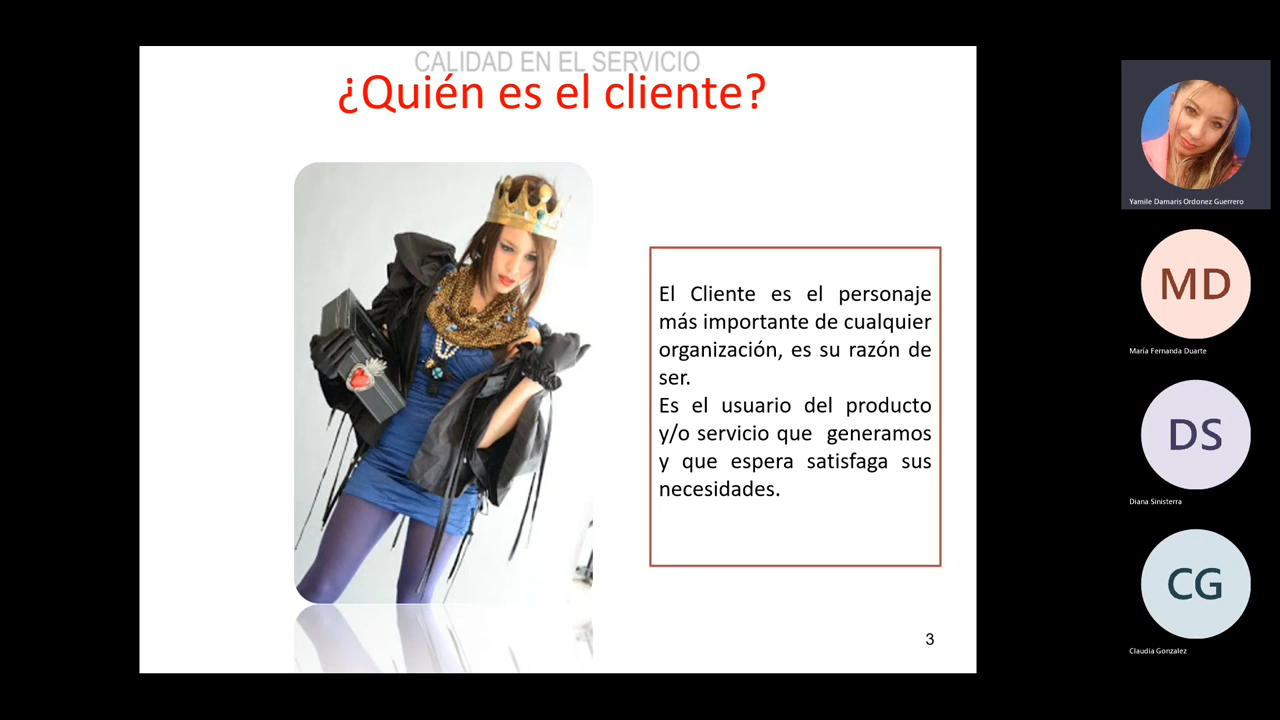 CALIDAD EN EL SERVICIO
¿Quién es el cliente?
El Cliente es el personaje
más importante de cualquier
organización, es su razón de
ser.
Es el usuario del producto
y/o servicio que generamos
y que espera satisfaga sus
necesidades.
3
Yamile Damaris Ordonez Guerrero
MD
María Fernanda Duarte
DS
Diana Sinisterra
CG
Claudia Gonzalez